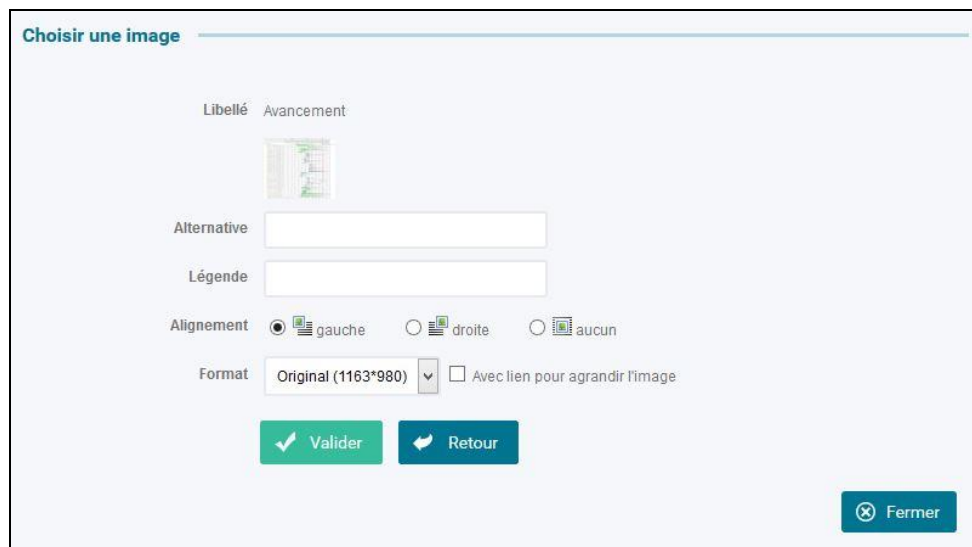 Choisir une image
Libellé Avancement
Alternative
Légende
Alignement gauche droite aucun
Format Original (1163*980) Avec lien pour agrandir l'image
Valider Retour
Fermer